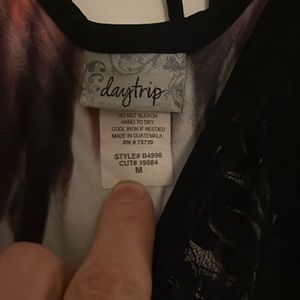 daytrip
DO NOT BLEACH
HANG TO DRY
COOL IRON IF NEEDED
MADE IN GUATEMALA
RN # 75720
STYLE# B4996
CUT# 19884
M